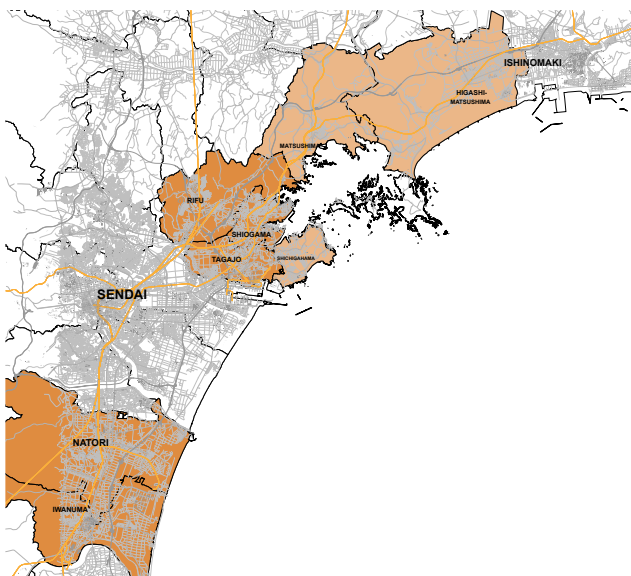 ISHINOMAKI
HIGASHI-
MATSUSHIMA
MATSUSHIMA
RIFU
SHIOGAMA
TAGAJO
SHICHIGAHAMA
SENDAI
NATORI
IWANUMA